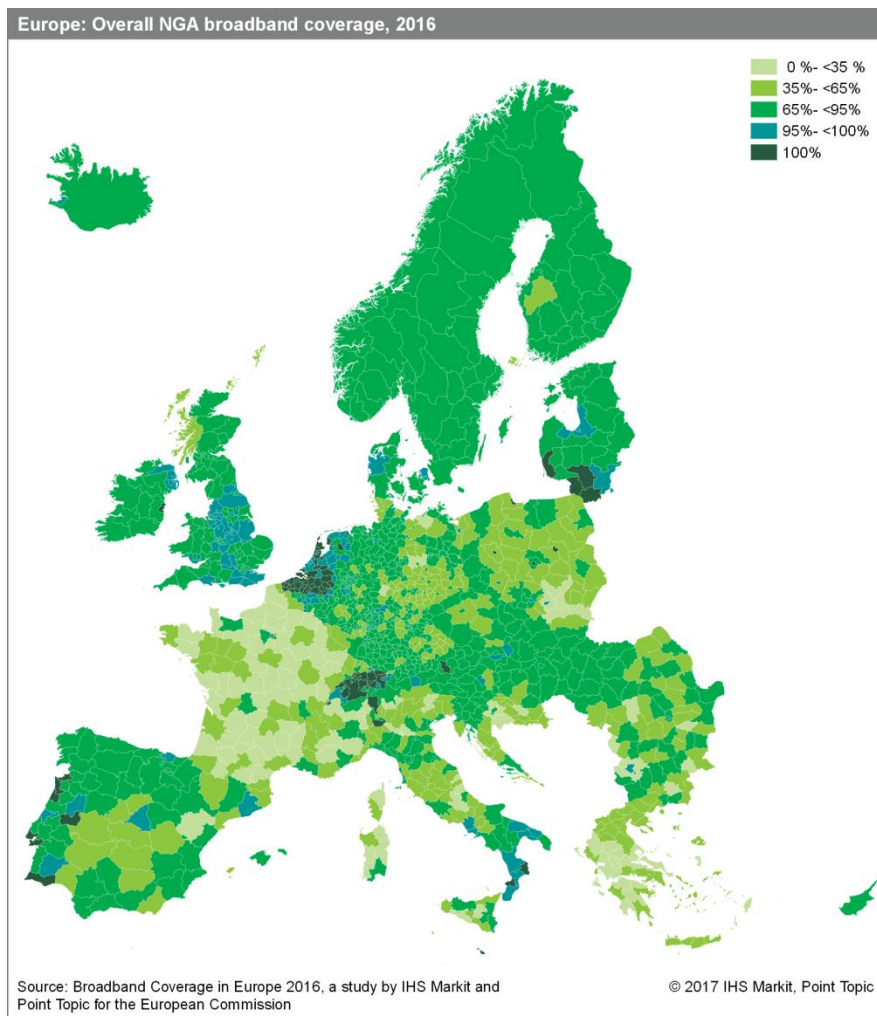 Europe: Overall NGA broadband coverage, 2016
0 %- <35 %
35%- <65%
65%- <95%
95%- <100%
100%
Source: Broadband Coverage in Europe 2016, a study by IHS Markit and
Point Topic for the European Commission
© 2017 IHS Markit, Point Topic